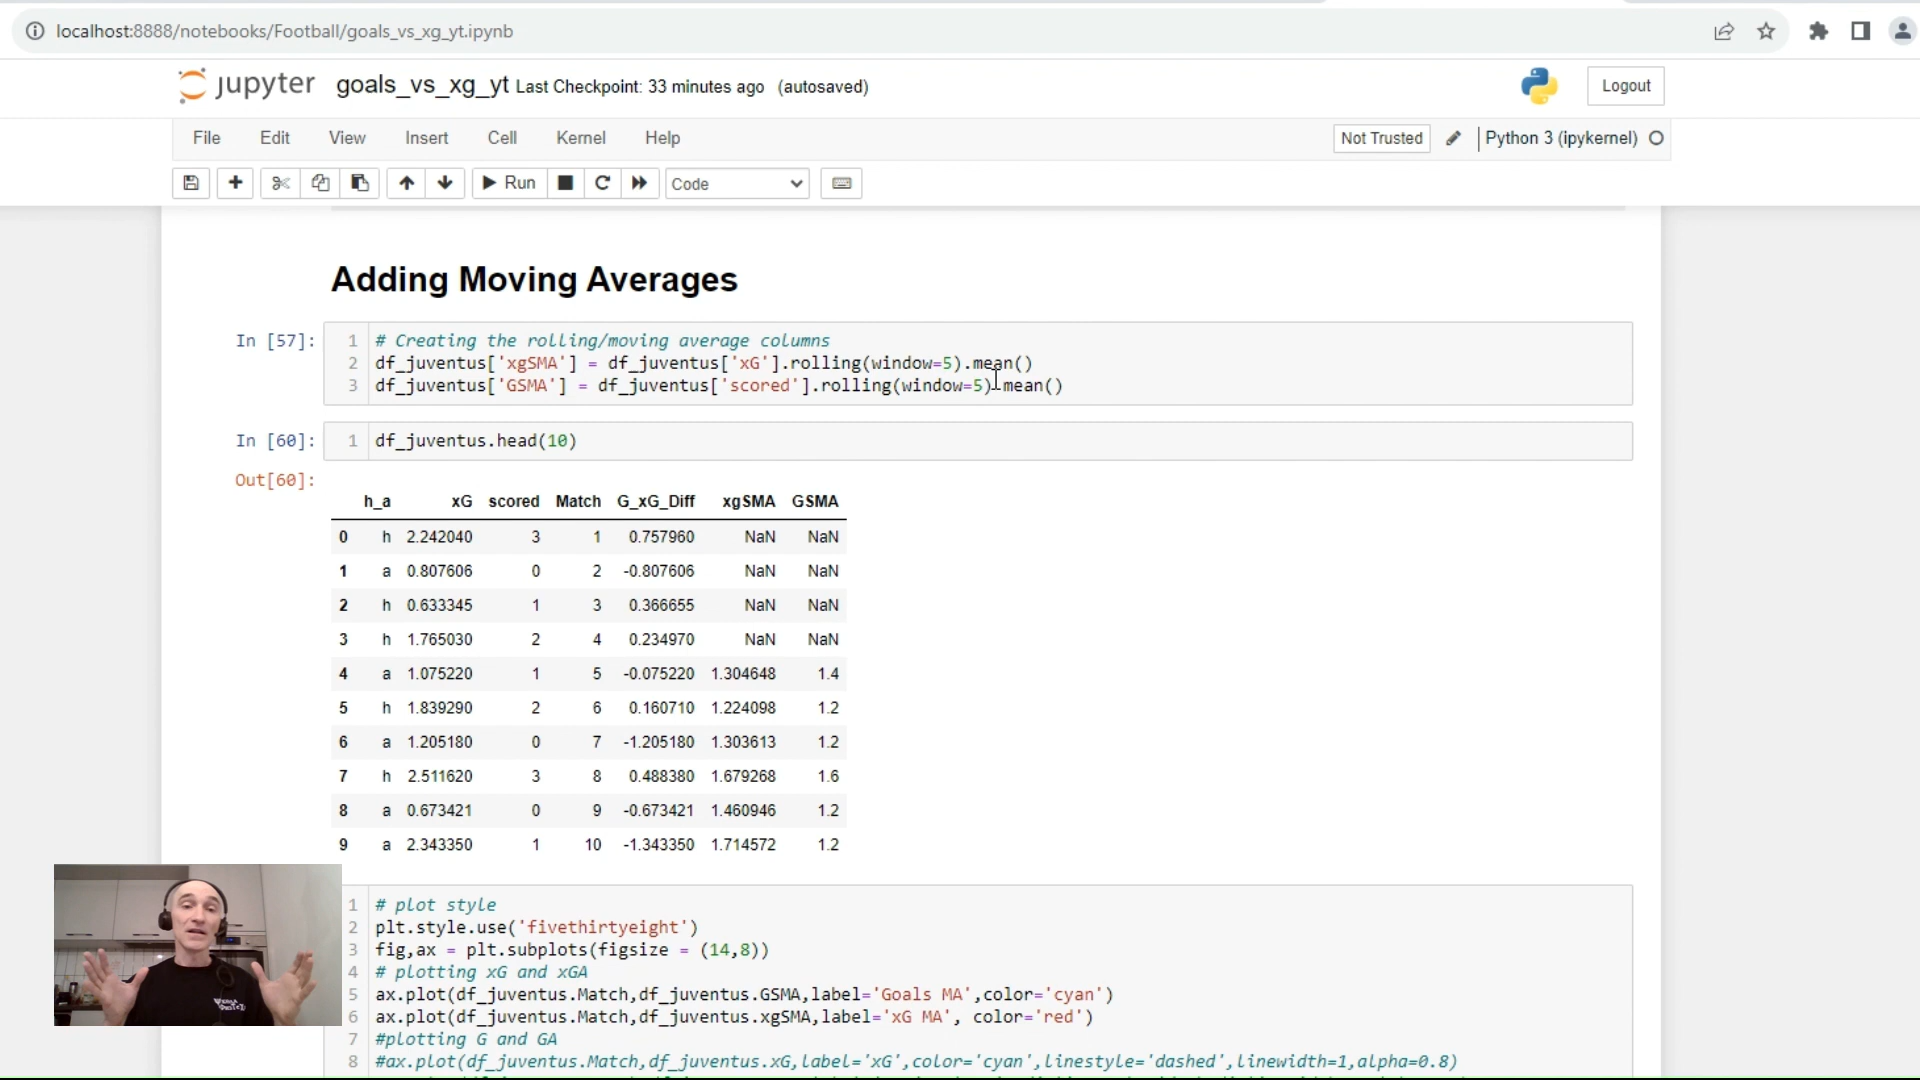 localhost:8888/notebooks/Football/goals_vs_xg_yt.ipynb
jupyter goals_vs_xg_yt Last Checkpoint: 33 minutes ago (autosaved)
Logout
File Edit View Insert Cell Kernel Help
Not Trusted
Python 3 (ipykernel)
Run
Code
Adding Moving Averages
In [57]:
1 # Creating the rolling/moving average columns
2 df_juventus['xgSMA'] = df_juventus['xG'].rolling(window=5).mean()
3 df_juventus['GSMA'] = df_juventus['scored'].rolling(window=5).mean()
In [60]:
1 df_juventus.head(10)
Out[60]:
h_a xG scored Match G_xG_Diff xgSMA GSMA
0 h 2.242040 3 1 0.757960 NaN NaN
1 a 0.807606 0 2 -0.807606 NaN NaN
2 h 0.633345 1 3 0.366655 NaN NaN
3 h 1.765030 2 4 0.234970 NaN NaN
4 a 1.075220 1 5 -0.075220 1.304648 1.4
5 h 1.839290 2 6 0.160710 1.224098 1.2
6 a 1.205180 0 7 -1.205180 1.303613 1.2
7 h 2.511620 3 8 0.488380 1.679268 1.6
8 a 0.673421 0 9 -0.673421 1.460946 1.2
9 a 2.343350 1 10 -1.343350 1.714572 1.2
1 # plot style
2 plt.style.use('fivethirtyeight')
3 fig,ax = plt.subplots(figsize = (14,8))
4 # plotting xG and xGA
5 ax.plot(df_juventus.Match,df_juventus.GSMA,label='Goals MA',color='cyan')
6 ax.plot(df_juventus.Match,df_juventus.xgSMA,label='xG MA', color='red')
7 #plotting G and GA
8 #ax.plot(df_juventus.Match,df_juventus.xG,label='xG',color='cyan',linestyle='dashed',linewidth=1,alpha=0.8)